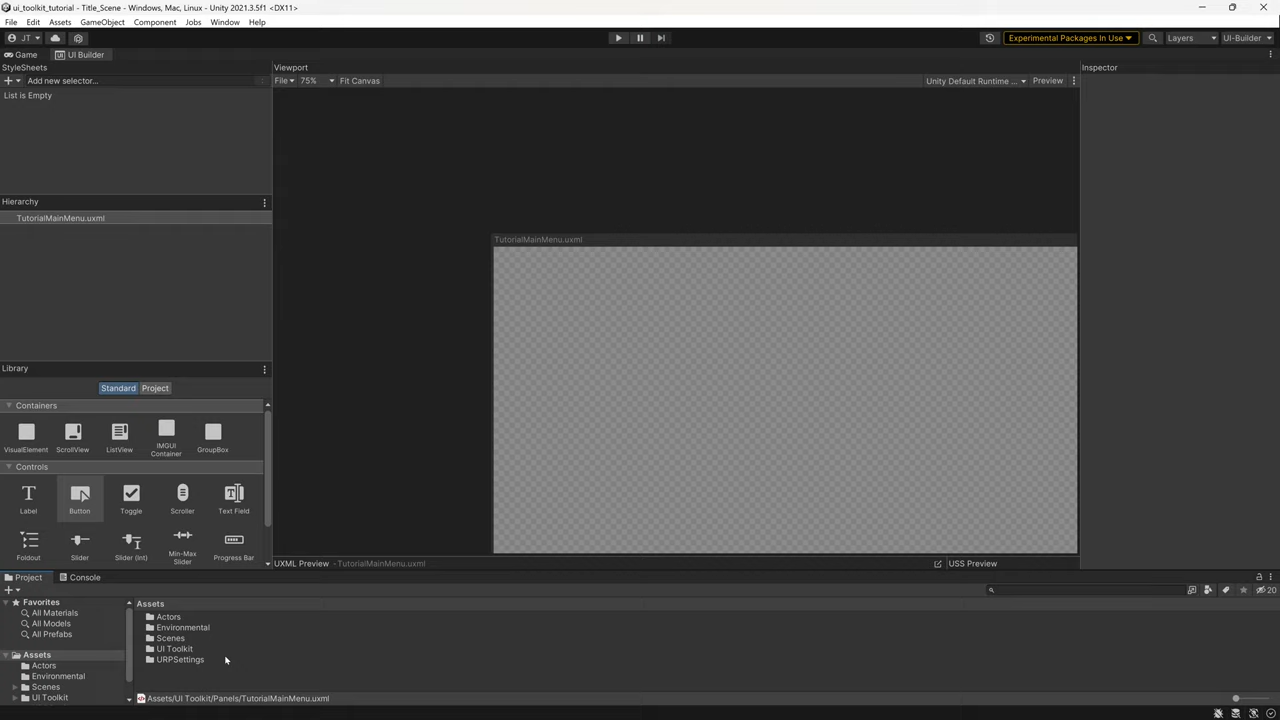 ui_toolkit_tutorial - Title_Scene - Windows, Mac, Linux - Unity 2021.3.5f1 <DX11>
File Edit Assets GameObject Component Jobs Window Help
JT Experimental Packages In Use Layers UI-Builder
Game UI Builder
StyleSheets
Add new selector...
List is Empty
Viewport
File 75% Fit Canvas Unity Default Runtime ... Preview
Inspector
Hierarchy
TutorialMainMenu.uxml
TutorialMainMenu.uxml
Library
Standard Project
Containers
VisualElement ScrollView ListView IMGUI Container GroupBox
Controls
Label Button Toggle Scroller Text Field
Foldout Slider Slider (Int) Min-Max Slider Progress Bar
UXML Preview - TutorialMainMenu.uxml USS Preview
Project Console
20
Favorites
All Materials
All Models
All Prefabs
Assets
Actors
Environmental
Scenes
UI Toolkit
Assets
Actors
Environmental
Scenes
UI Toolkit
URPSettings
Assets/UI Toolkit/Panels/TutorialMainMenu.uxml